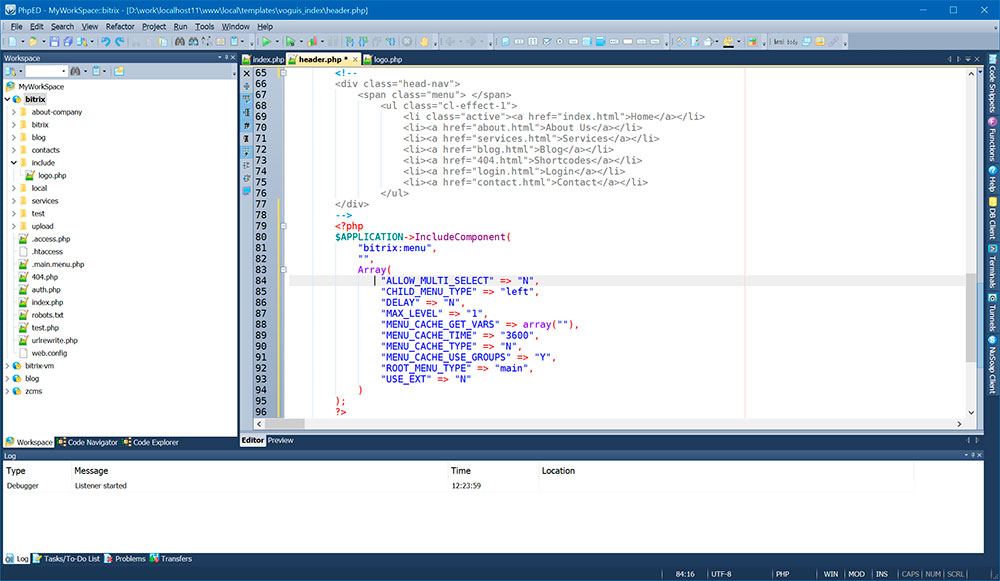 PhpED - MyWorkSpace::bitrix - [D:\work\localhost11\www\local\templates\voguis_index\header.php]
File Edit Search View Refactor Project Run Tools Window Help
Workspace
index.php header.php * logo.php
MyWorkSpace
bitrix
about-company
bitrix
blog
contacts
include
logo.php
local
services
test
upload
.access.php
.htaccess
.main.menu.php
404.php
auth.php
index.php
robots.txt
test.php
urlrewrite.php
web.config
bitrix-vm
blog
zcms
Workspace Code Navigator Code Explorer
65 <!--
66 <div class="head-nav">
67 <span class="menu"> </span>
68 <ul class="cl-effect-1">
69 <li class="active"><a href="index.html">Home</a></li>
70 <li><a href="about.html">About Us</a></li>
71 <li><a href="services.html">Services</a></li>
72 <li><a href="blog.html">Blog</a></li>
73 <li><a href="404.html">Shortcodes</a></li>
74 <li><a href="login.html">Login</a></li>
75 <li><a href="contact.html">Contact</a></li>
76 </ul>
77 </div>
78 -->
79 <?php
80 $APPLICATION->IncludeComponent(
81 "bitrix:menu",
82 "",
83 Array(
84 "ALLOW_MULTI_SELECT" => "N",
85 "CHILD_MENU_TYPE" => "left",
86 "DELAY" => "N",
87 "MAX_LEVEL" => "1",
88 "MENU_CACHE_GET_VARS" => array(""),
89 "MENU_CACHE_TIME" => "3600",
90 "MENU_CACHE_TYPE" => "N",
91 "MENU_CACHE_USE_GROUPS" => "Y",
92 "ROOT_MENU_TYPE" => "main",
93 "USE_EXT" => "N"
94 )
95 );
96 ?>
Editor Preview
Code Snippets
Functions
Help
DB Client
Terminals
Tunnels
NuSoap Client
Log
Type Message Time Location
Debugger Listener started 12:23:59
Log Tasks/To-Do List Problems Transfers
84:16 UTF-8 PHP WIN MOD INS CAPS NUM SCRL